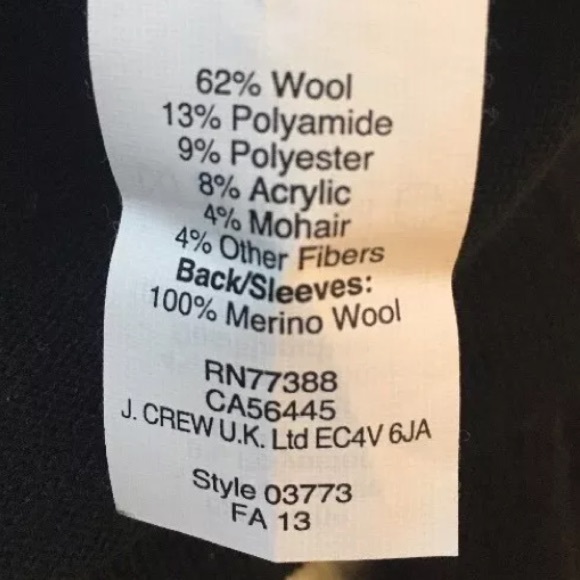 62% Wool
13% Polyamide
9% Polyester
8% Acrylic
4% Mohair
4% Other Fibers
Back/Sleeves:
100% Merino Wool
RN77388
CA56445
J. CREW U.K. Ltd EC4V 6JA
Style 03773
FA 13